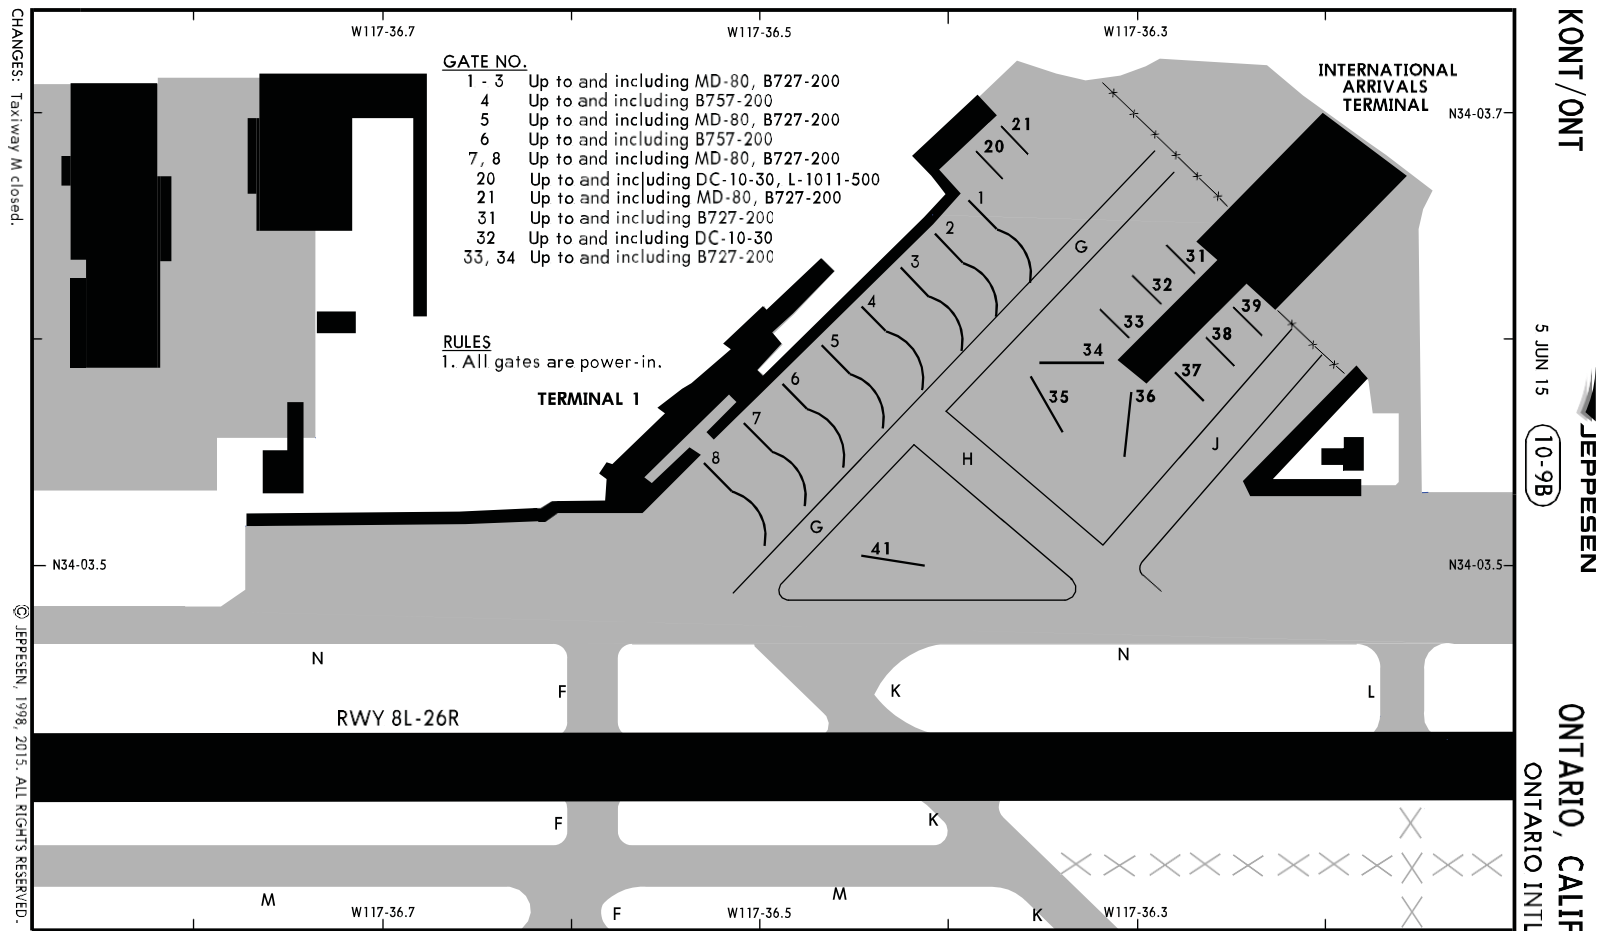 CHANGES: Taxiway M closed.
© JEPPESEN, 1998, 2015. ALL RIGHTS RESERVED.
W117-36.7
W117-36.5
W117-36.3
GATE NO.
1 - 3 Up to and including MD-80, B727-200
4 Up to and including B757-200
5 Up to and including MD-80, B727-200
6 Up to and including B757-200
7, 8 Up to and including MD-80, B727-200
20 Up to and including DC-10-30, L-1011-500
21 Up to and including MD-80, B727-200
31 Up to and including B727-200
32 Up to and including DC-10-30
33, 34 Up to and including B727-200
RULES
1. All gates are power-in.
TERMINAL 1
INTERNATIONAL
ARRIVALS
TERMINAL
N34-03.7
21
20
1
2
3
4
5
6
7
8
G
31
32
33
34
35
36
37
38
39
J
H
G
41
N34-03.5
N34-03.5
N
N
F
K
L
RWY 8L-26R
F
K
M
M
F
K
W117-36.7
W117-36.5
W117-36.3
KONT/ONT
5 JUN 15
10-9B
JEPPESEN
ONTARIO, CALIF
ONTARIO INTL